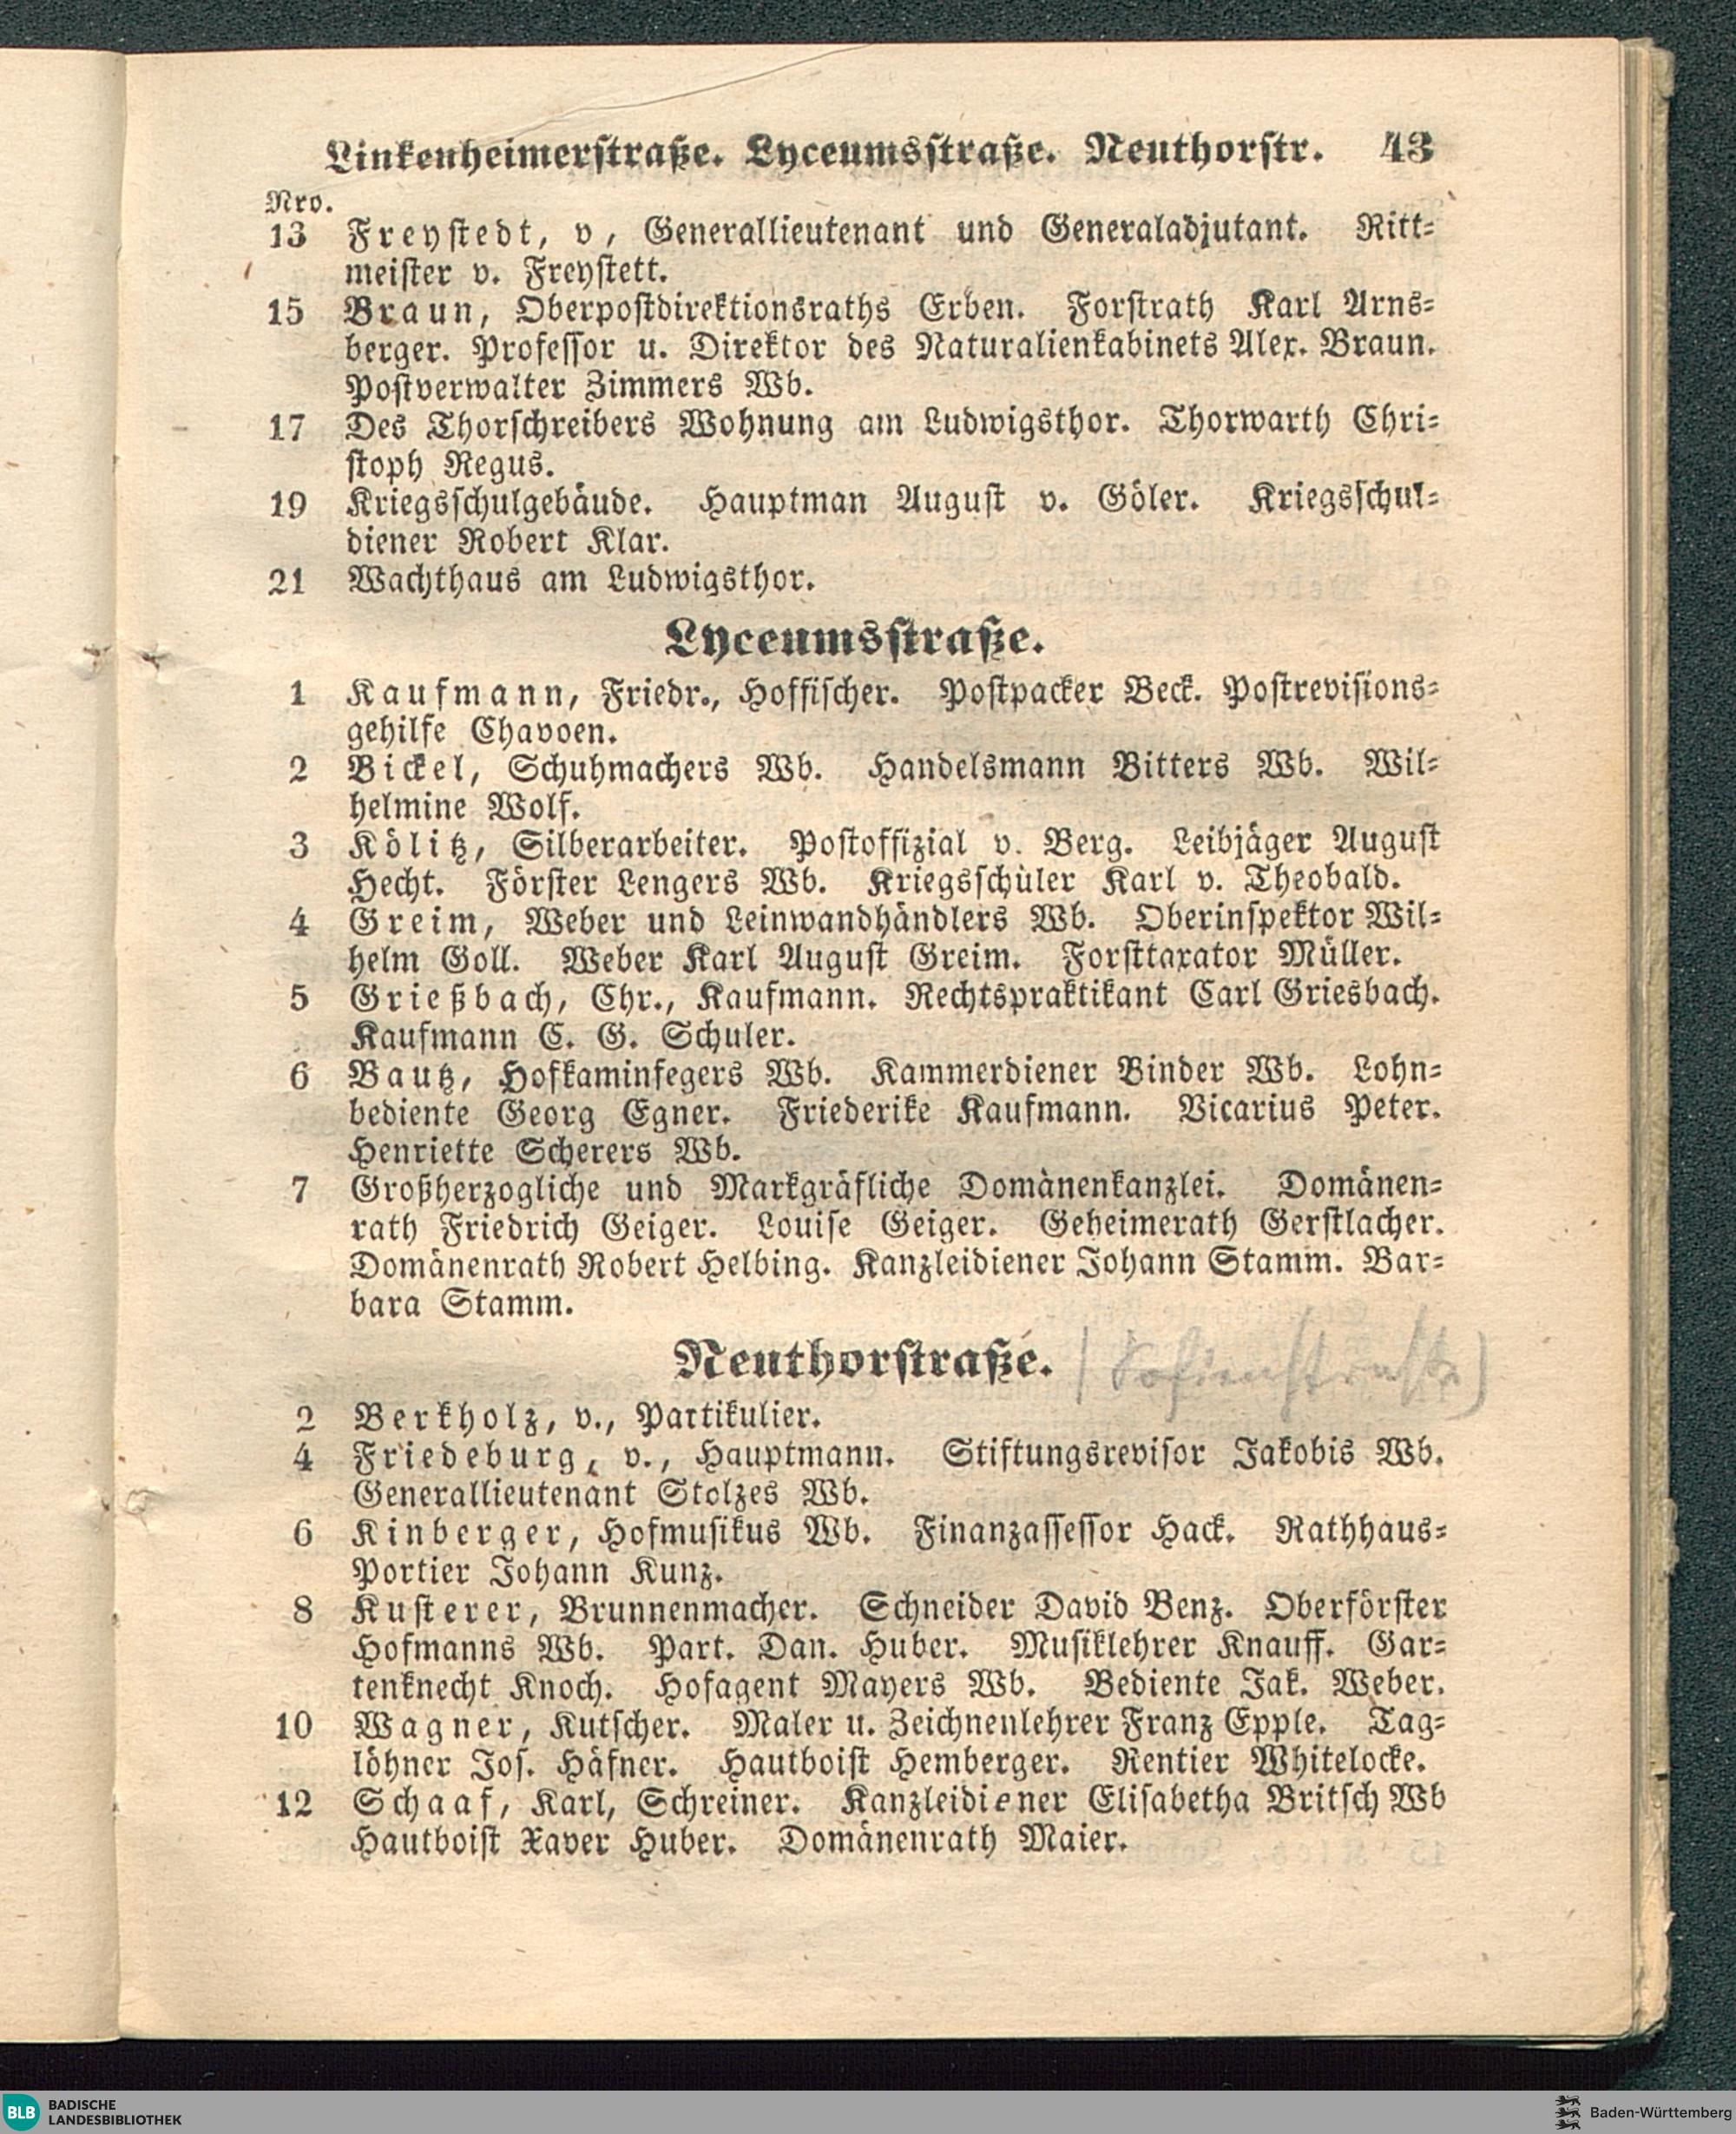 Linkenheimerstraße. Lyceumsstraße. Neuthorstr. 43
Nro.
13 Freystedt, v, Generallieutenant und Generaladjutant. Ritt-
meister v. Freystett.
15 Braun, Oberpostdirektionsraths Erben. Forstrath Karl Arns-
berger. Professor u. Direktor des Naturalienkabinets Alex. Braun.
Postverwalter Zimmers Wb.
17 Des Thorschreibers Wohnung am Ludwigsthor. Thorwarth Chri-
stoph Regus.
19 Kriegsschulgebäude. Hauptman August v. Göler. Kriegsschul-
diener Robert Klar.
21 Wachthaus am Ludwigsthor.
Lyceumsstraße.
1 Kaufmann, Friedr., Hoffischer. Postpacker Beck. Postrevisions-
gehilfe Chavoen.
2 Bickel, Schuhmachers Wb. Handelsmann Bitters Wb. Wil-
helmine Wolf.
3 Kölitz, Silberarbeiter. Postoffizial v. Berg. Leibjäger August
Hecht. Förster Lengers Wb. Kriegsschüler Karl v. Theobald.
4 Greim, Weber und Leinwandhändlers Wb. Oberinspektor Wil-
helm Goll. Weber Karl August Greim. Forsttaxator Müller.
5 Grießbach, Chr., Kaufmann. Rechtspraktikant Carl Griesbach.
Kaufmann C. G. Schuler.
6 Bautz, Hofkaminfegers Wb. Kammerdiener Binder Wb. Lohn-
bediente Georg Egner. Friederike Kaufmann. Vicarius Peter.
Henriette Scherers Wb.
7 Großherzogliche und Markgräfliche Domänenkanzlei. Domänen-
rath Friedrich Geiger. Louise Geiger. Geheimerath Gerstlacher.
Domänenrath Robert Helbing. Kanzleidiener Johann Stamm. Bar-
bara Stamm.
Neuthorstraße. (Sofienstraße)
2 Berkholz, v., Partikulier.
4 Friedeburg, v., Hauptmann. Stiftungsrevisor Jakobis Wb.
Generallieutenant Stolzes Wb.
6 Kinberger, Hofmusikus Wb. Finanzassessor Hack. Rathhaus-
Portier Johann Kunz.
8 Kusterer, Brunnenmacher. Schneider David Benz. Oberförster
Hofmanns Wb. Part. Dan. Huber. Musiklehrer Knauff. Gar-
tenknecht Knoch. Hofagent Mayers Wb. Bediente Jak. Weber.
10 Wagner, Kutscher. Maler u. Zeichnenlehrer Franz Epple. Tag-
löhner Jos. Häfner. Hautboist Hemberger. Rentier Whitelocke.
12 Schaaf, Karl, Schreiner. Kanzleidiener Elisabetha Britsch Wb
Hautboist Xaver Huber. Domänenrath Maier.
BLB BADISCHE
LANDESBIBLIOTHEK
Baden-Württemberg